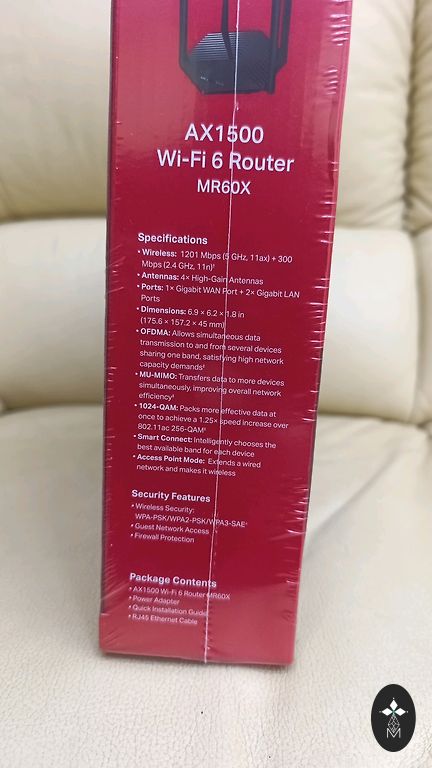 AX1500
Wi-Fi 6 Router
MR60X
Specifications
• Wireless: 1201 Mbps (5 GHz, 11ax) + 300
Mbps (2.4 GHz, 11n)†
• Antennas: 4× High-Gain Antennas
• Ports: 1× Gigabit WAN Port + 2× Gigabit LAN
Ports
• Dimensions: 6.9 × 6.2 × 1.8 in
(175.6 × 157.2 × 45 mm)
• OFDMA: Allows simultaneous data
transmission to and from several devices
sharing one band, satisfying high network
capacity demands‡
• MU-MIMO: Transfers data to more devices
simultaneously, improving overall network
efficiency‡
• 1024-QAM: Packs more effective data at
once to achieve a 1.25× speed increase over
802.11ac 256-QAM‡
• Smart Connect: Intelligently chooses the
best available band for each device
• Access Point Mode: Extends a wired
network and makes it wireless
Security Features
• Wireless Security:
WPA-PSK/WPA2-PSK/WPA3-SAE
• Guest Network Access
• Firewall Protection
Package Contents
• AX1500 Wi-Fi 6 Router MR60X
• Power Adapter
• Quick Installation Guide
• RJ45 Ethernet Cable
M